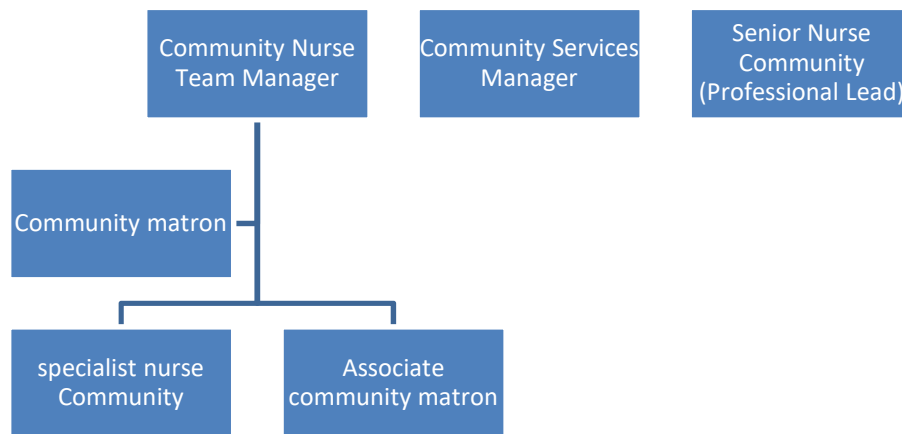 Community Nurse
Team Manager
Community Services
Manager
Senior Nurse
Community
(Professional Lead)
Community matron
specialist nurse
Community
Associate
community matron